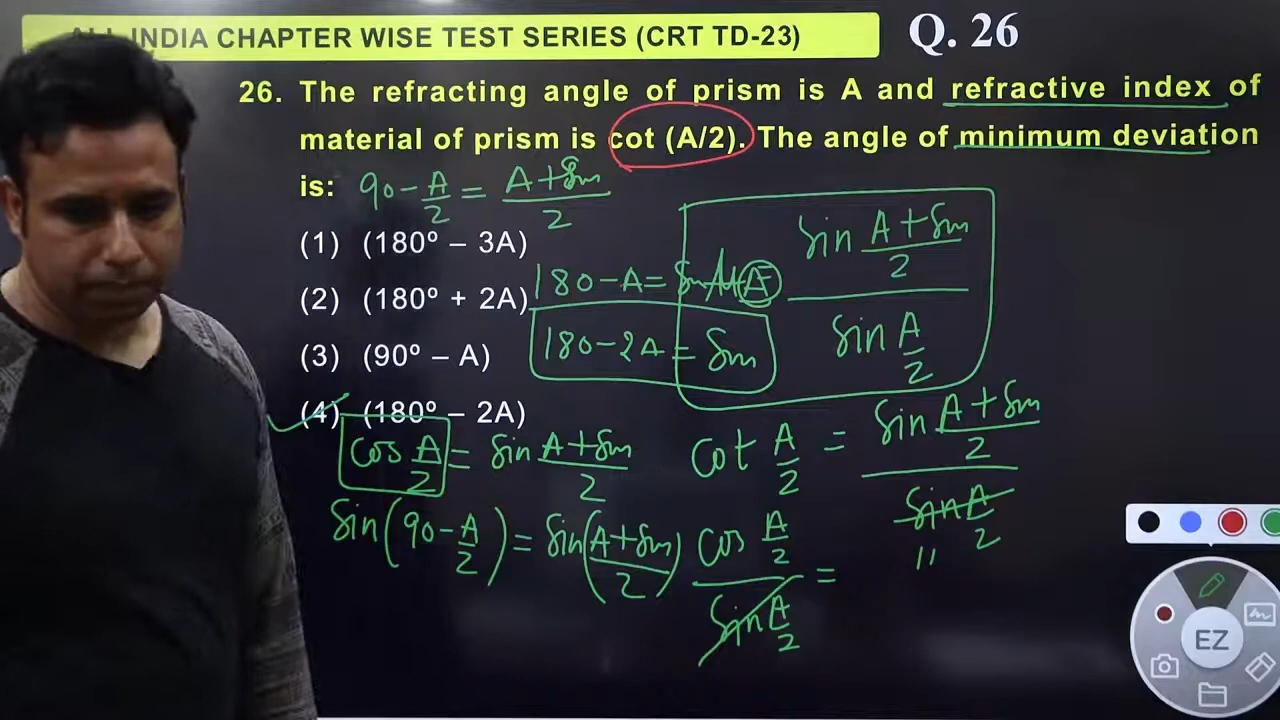 ALL INDIA CHAPTER WISE TEST SERIES (CRT TD-23)
Q. 26
26. The refracting angle of prism is A and refractive index of
material of prism is cot (A/2). The angle of minimum deviation
is:
90 - A/2 = (A + δm)/2
(1) (180º – 3A)
(2) (180º + 2A)
(3) (90º – A)
(4) (180º – 2A)
180 - A = δm + A
180 - 2A = δm
sin (A + δm)/2
sin A/2
cos A/2 = sin (A + δm)/2
cot A/2 = sin (A + δm)/2
sin A/2
sin(90 - A/2) = sin((A + δm)/2)
cos A/2 =
sin A/2
EZ